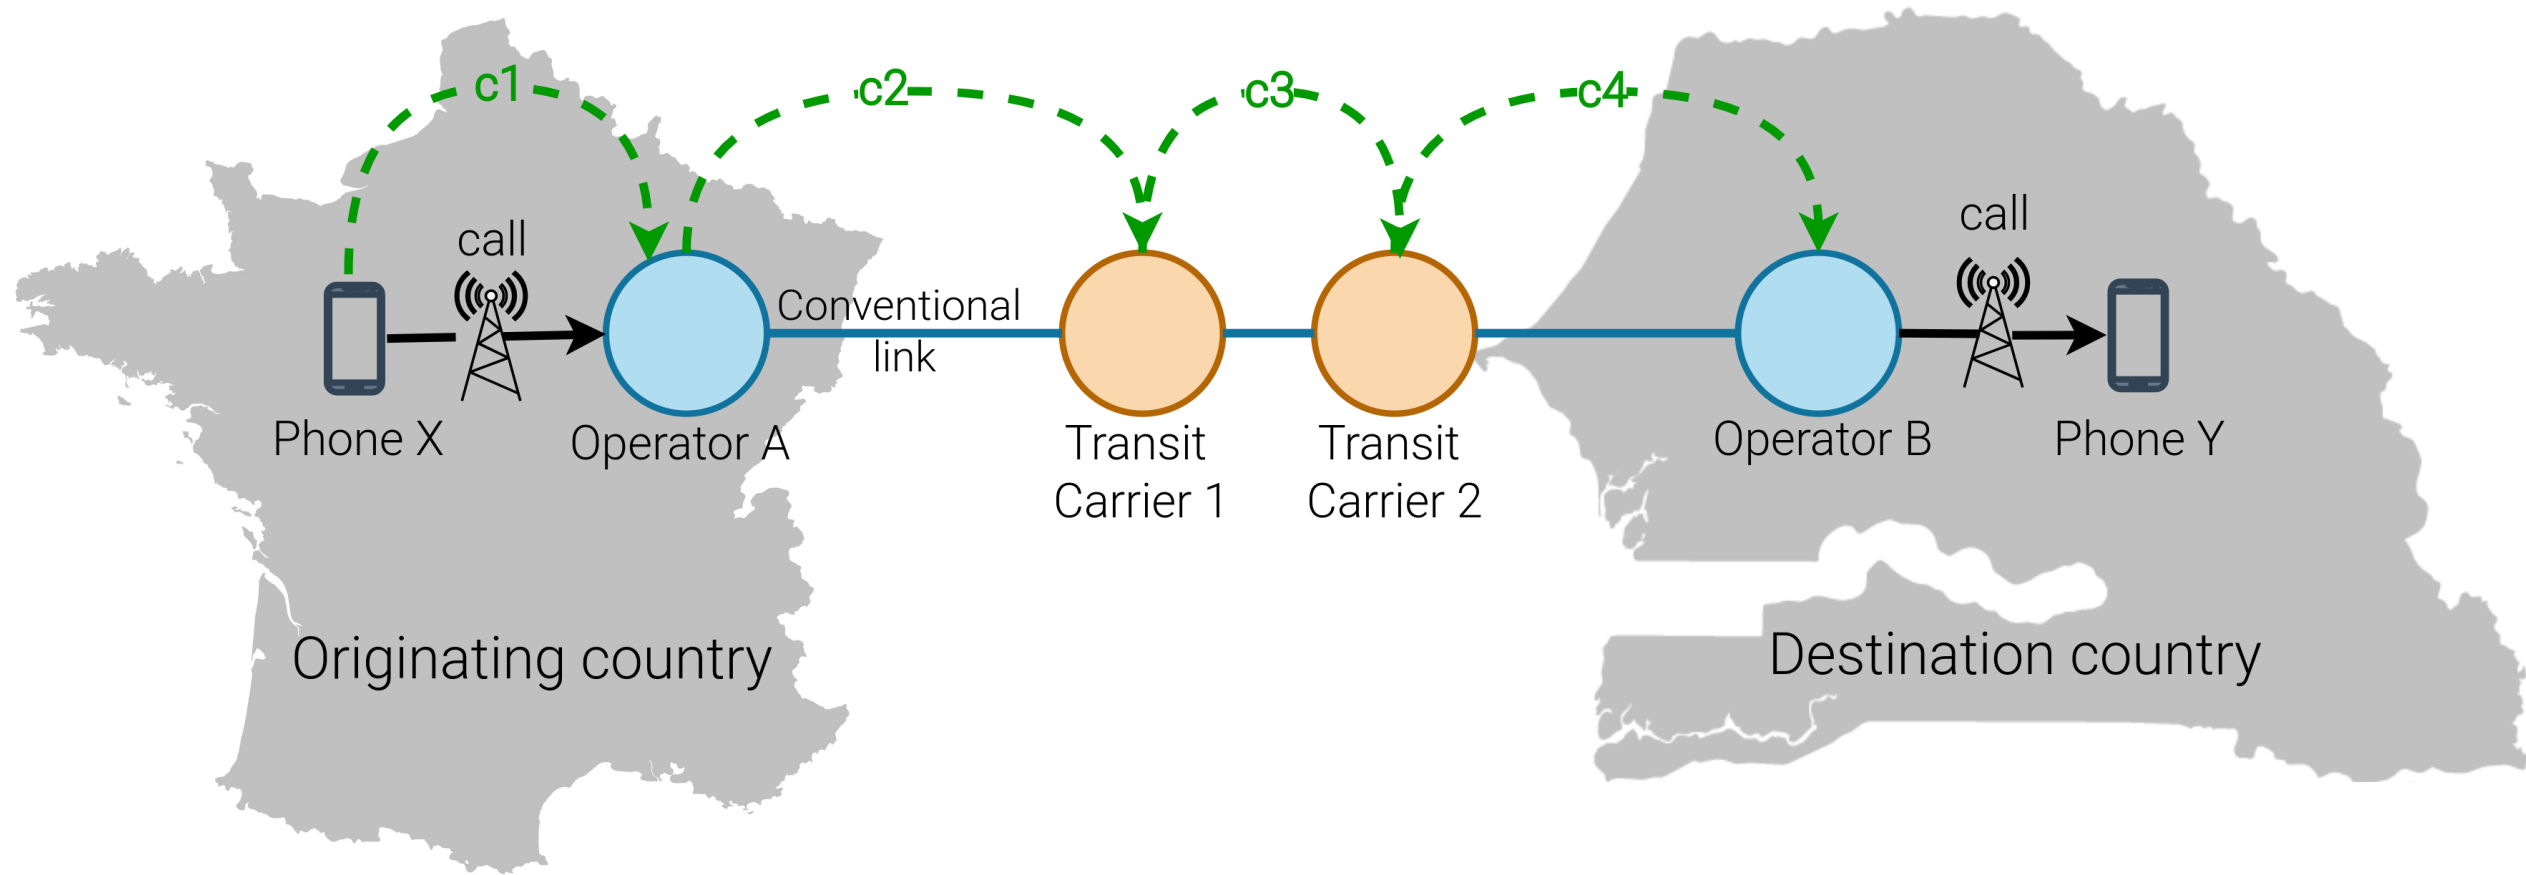 c1
c2
c3
c4
call
call
Conventional
link
Phone X
Operator A
Transit
Carrier 1
Transit
Carrier 2
Operator B
Phone Y
Originating country
Destination country